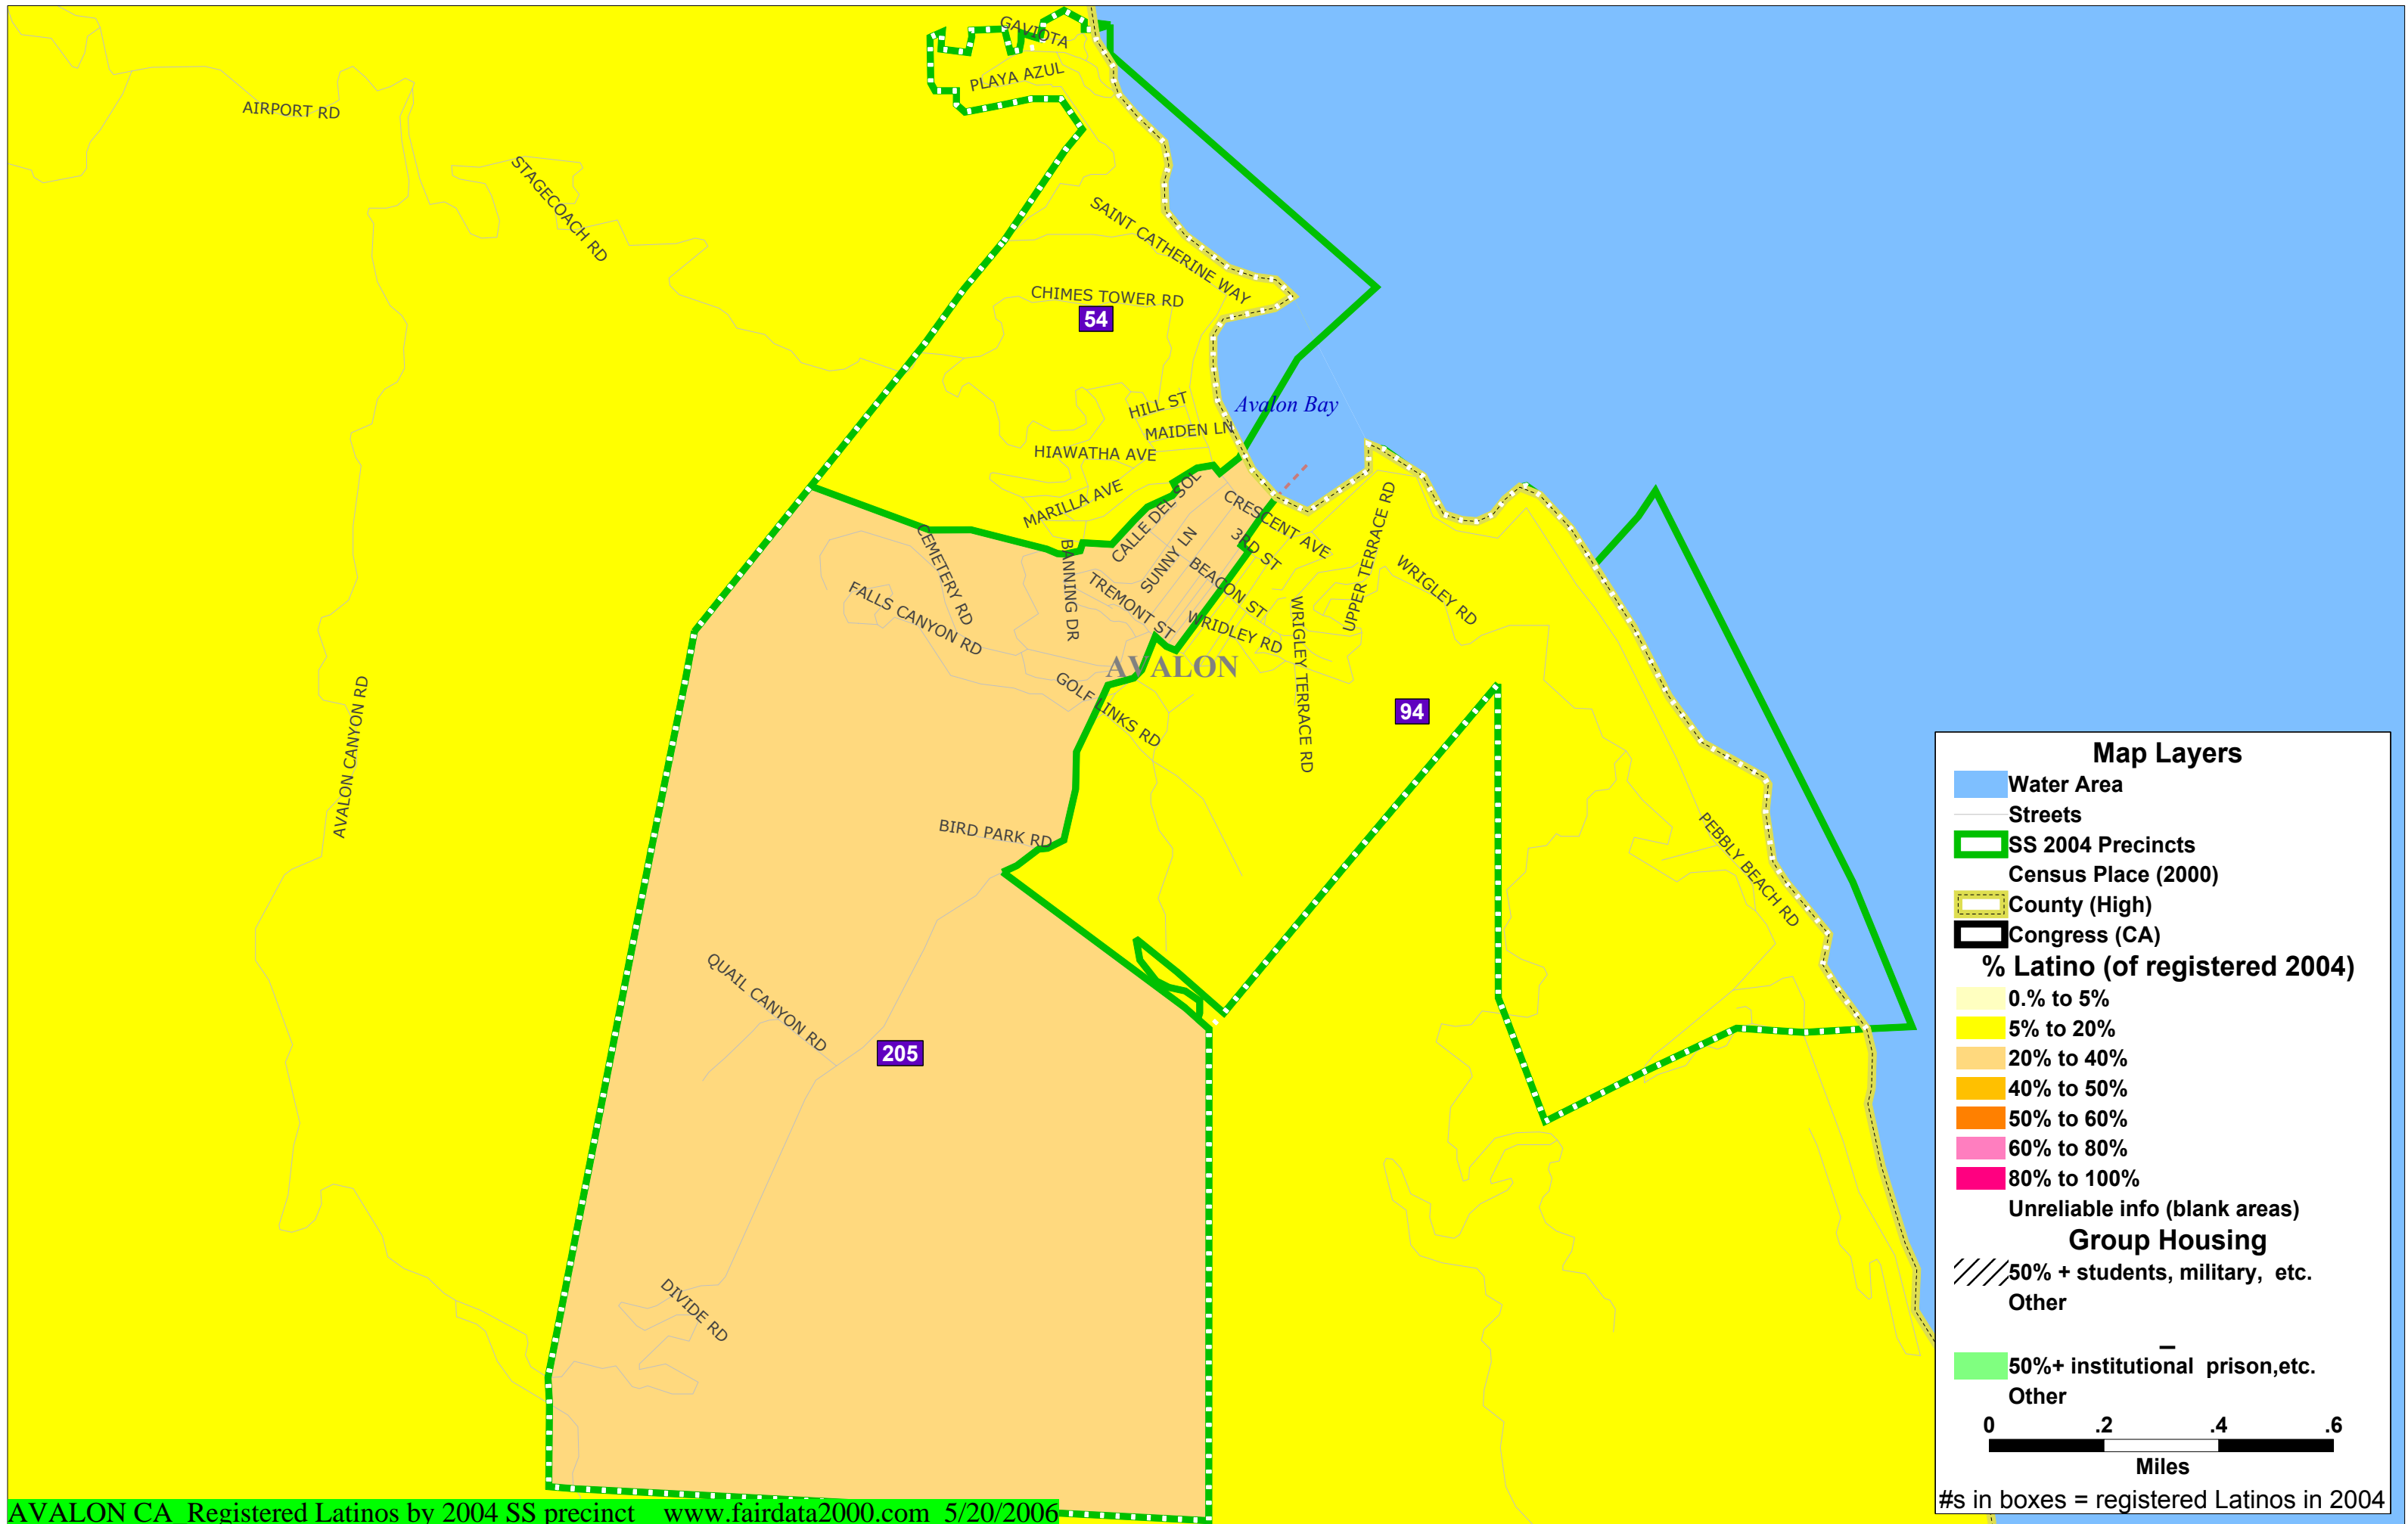 GAVIOTA
PLAYA AZUL
AIRPORT RD
STAGECOACH RD
SAINT CATHERINE WAY
CHIMES TOWER RD
54
HILL ST
Avalon Bay
MAIDEN LN
HIAWATHA AVE
MARILLA AVE
CALLE DEL SOL
CRESCENT AVE
3RD ST
SUNNY LN
BEACON ST
UPPER TERRACE RD
WRIGLEY RD
CEMETERY RD
BANNING DR
TREMONT ST
FALLS CANYON RD
WRIDLEY RD
WRIGLEY TERRACE RD
AVALON
GOLF LINKS RD
94
AVALON CANYON RD
BIRD PARK RD
PEBBLY BEACH RD
QUAIL CANYON RD
205
DIVIDE RD
Map Layers
Water Area
Streets
SS 2004 Precincts
Census Place (2000)
County (High)
Congress (CA)
% Latino (of registered 2004)
0.% to 5%
5% to 20%
20% to 40%
40% to 50%
50% to 60%
60% to 80%
80% to 100%
Unreliable info (blank areas)
Group Housing
50% + students, military, etc.
Other
50%+ institutional prison,etc.
Other
0 .2 .4 .6
Miles
#s in boxes = registered Latinos in 2004
AVALON CA Registered Latinos by 2004 SS precinct www.fairdata2000.com 5/20/2006